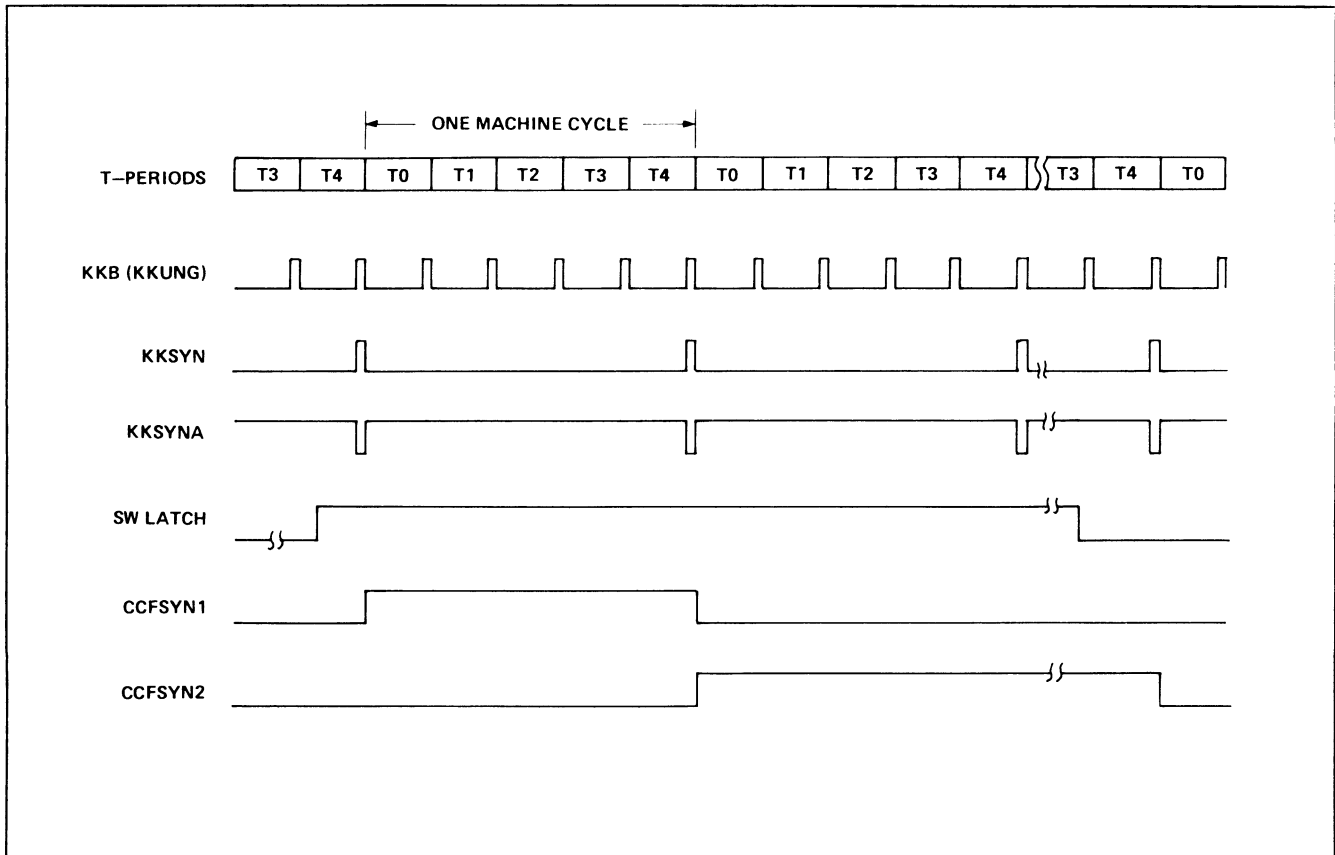 ONE MACHINE CYCLE
T–PERIODS T3 T4 T0 T1 T2 T3 T4 T0 T1 T2 T3 T4 T3 T4 T0
KKB (KKUNG)
KKSYN
KKSYNA
SW LATCH
CCFSYN1
CCFSYN2